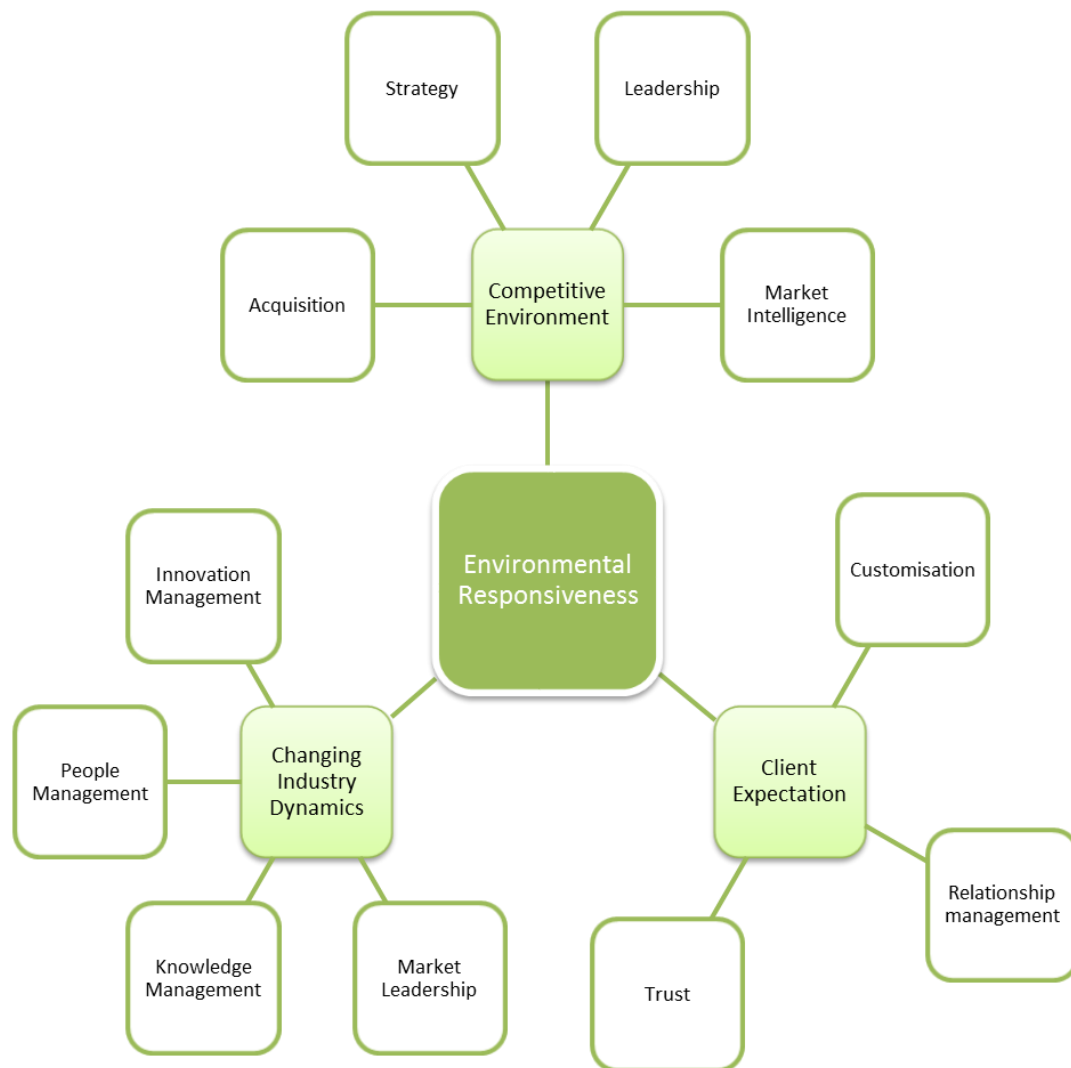 Strategy
Leadership
Acquisition
Competitive
Environment
Market
Intelligence
Environmental
Responsiveness
Innovation
Management
People
Management
Changing
Industry
Dynamics
Knowledge
Management
Market
Leadership
Customisation
Client
Expectation
Relationship
management
Trust